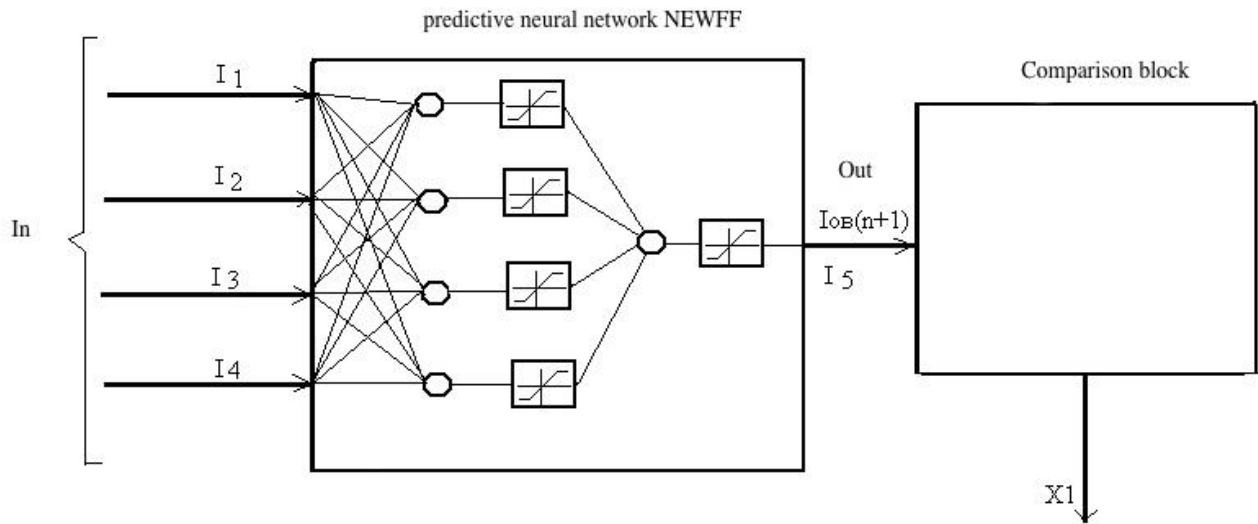 predictive neural network NEWFF
Comparison block
In
I1
I2
I3
I4
Out
Iов(n+1)
I5
X1